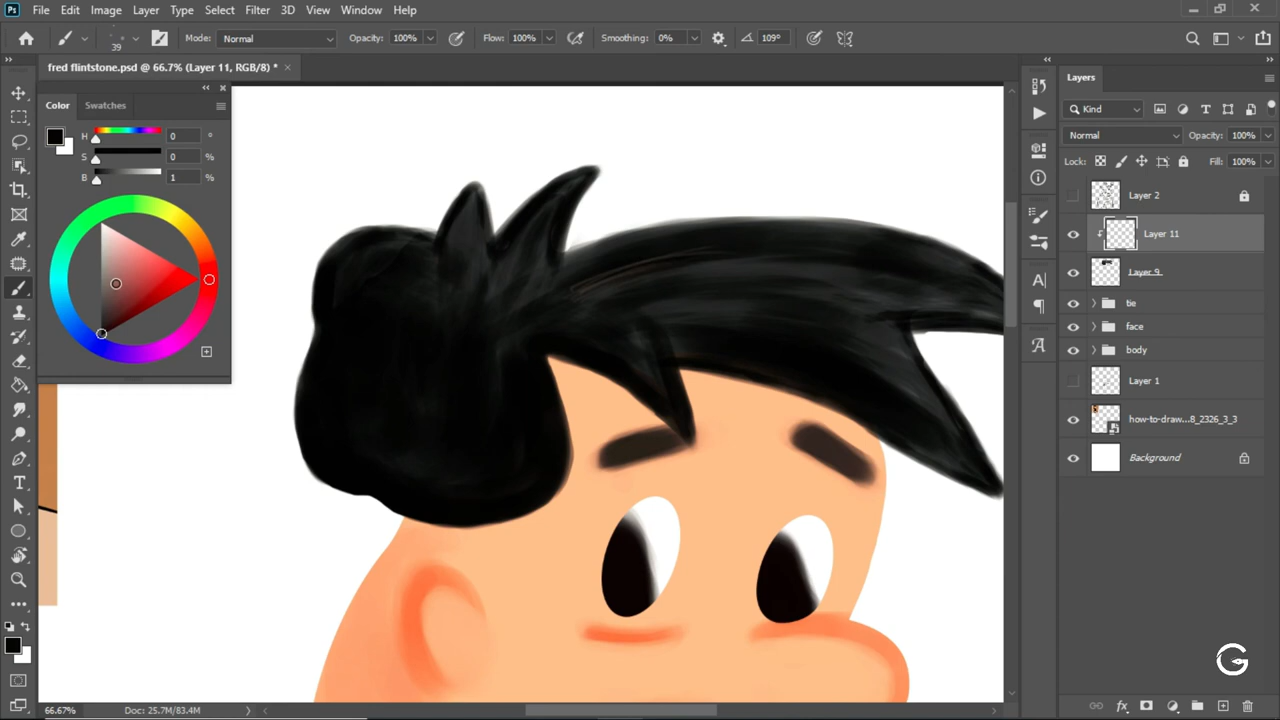 Ps File Edit Image Layer Type Select Filter 3D View Window Help
39 Mode: Normal Opacity: 100% Flow: 100% Smoothing: 0% 109°
fred flintstone.psd @ 66.7% (Layer 11, RGB/8) *
Color Swatches
H 0 °
S 0 %
B 1 %
Layers
Kind
Normal Opacity: 100%
Lock: Fill: 100%
Layer 2
Layer 11
Layer 9
tie
face
body
Layer 1
how-to-draw...8_2326_3_3
Background
G
66.67% Doc: 25.7M/83.4M